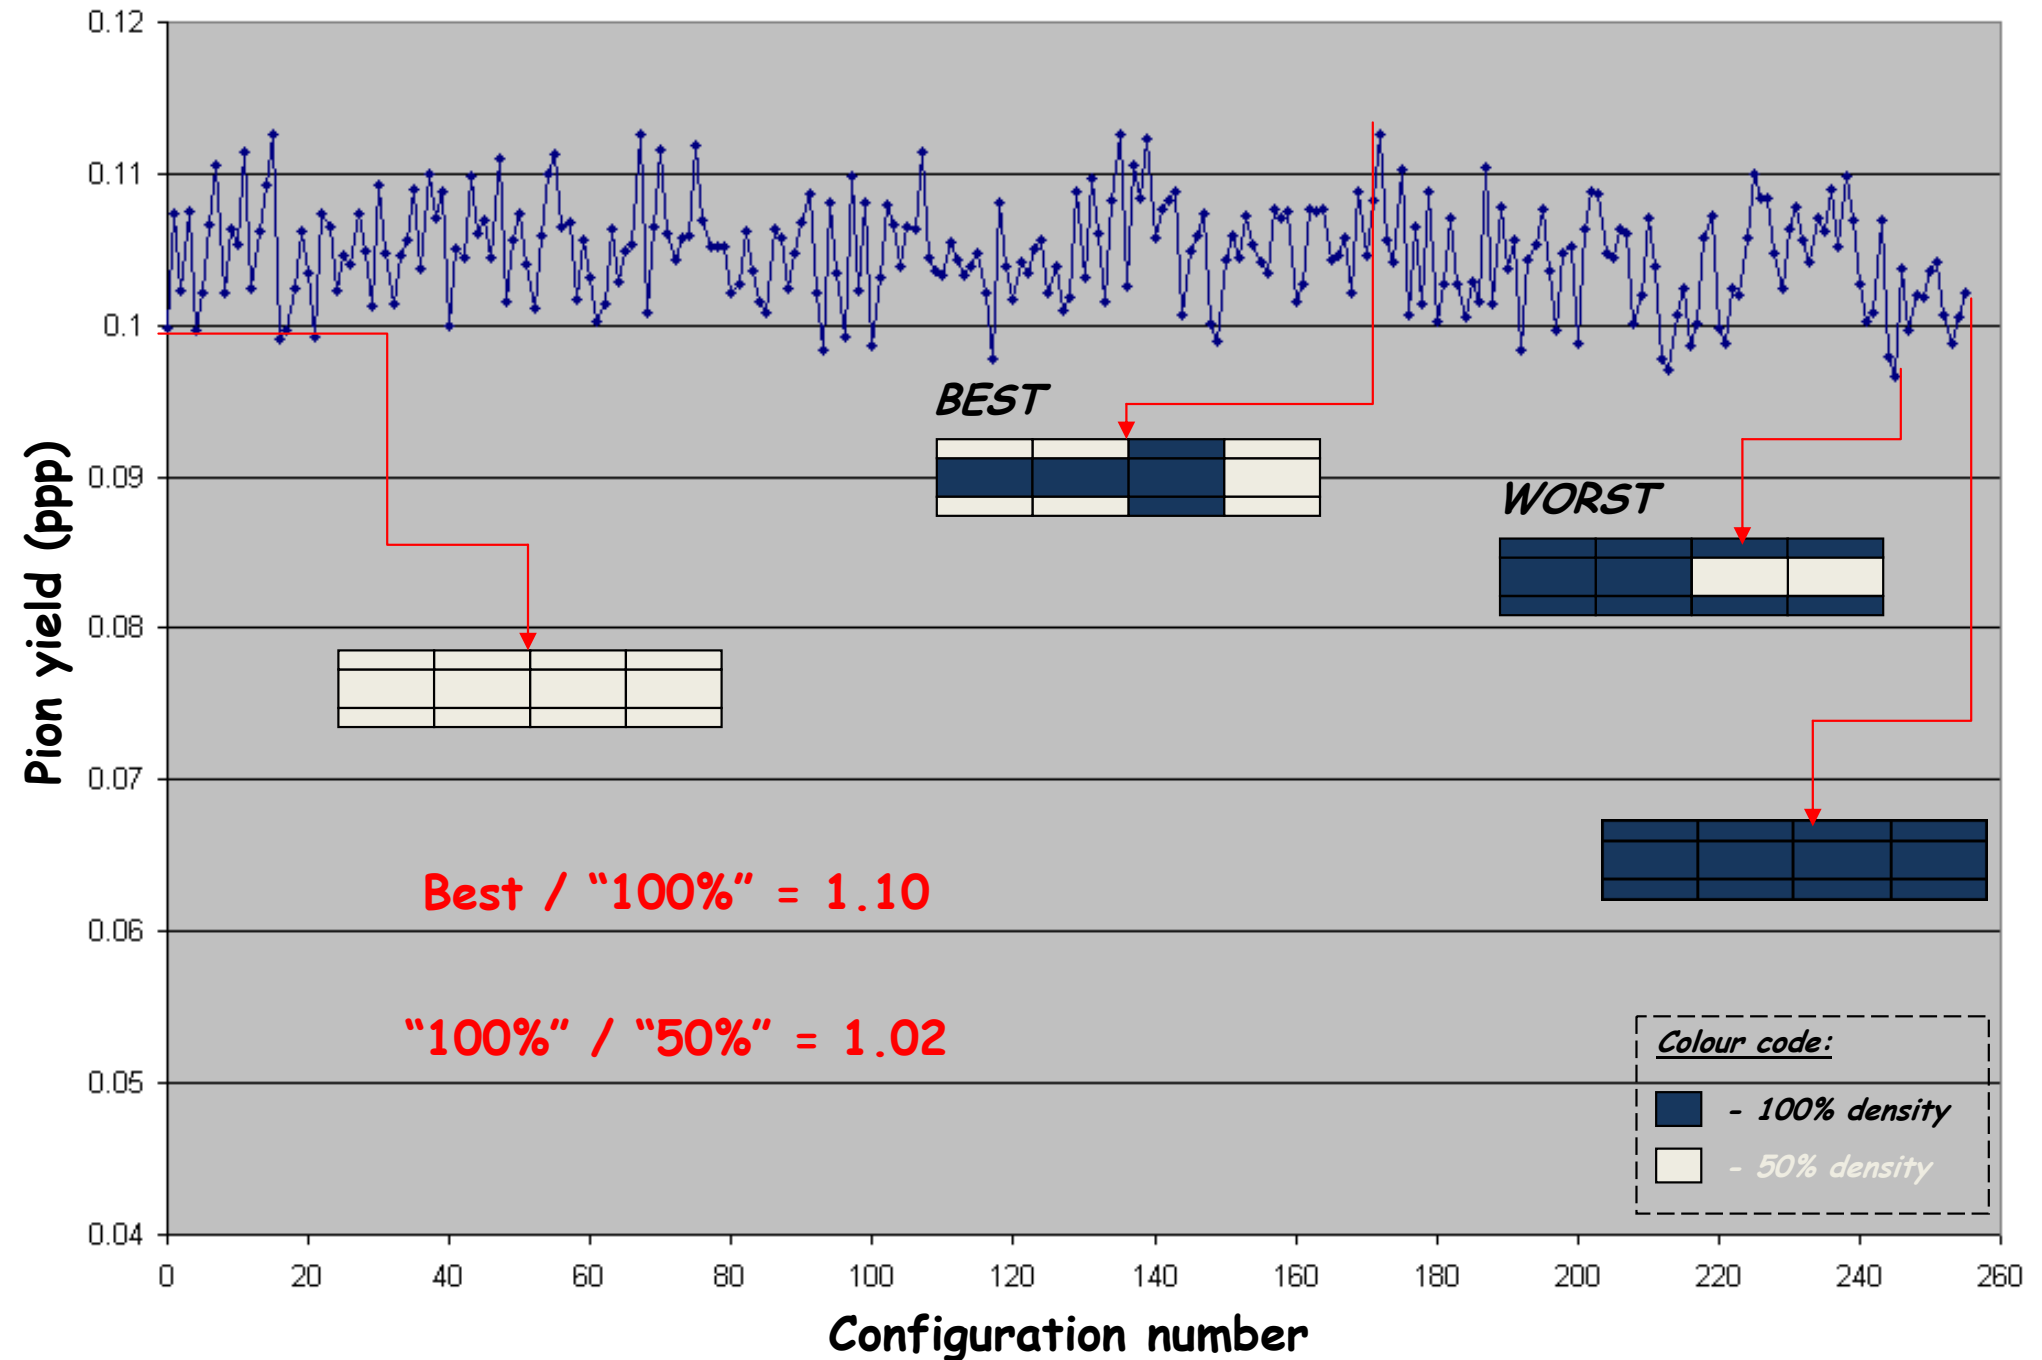 0.12
0.11
0.1
0.09
0.08
0.07
0.06
0.05
0.04
Pion yield (ppp)
BEST
WORST
Best / “100%” = 1.10
“100%” / “50%” = 1.02
Colour code:
- 100% density
- 50% density
0 20 40 60 80 100 120 140 160 180 200 220 240 260
Configuration number